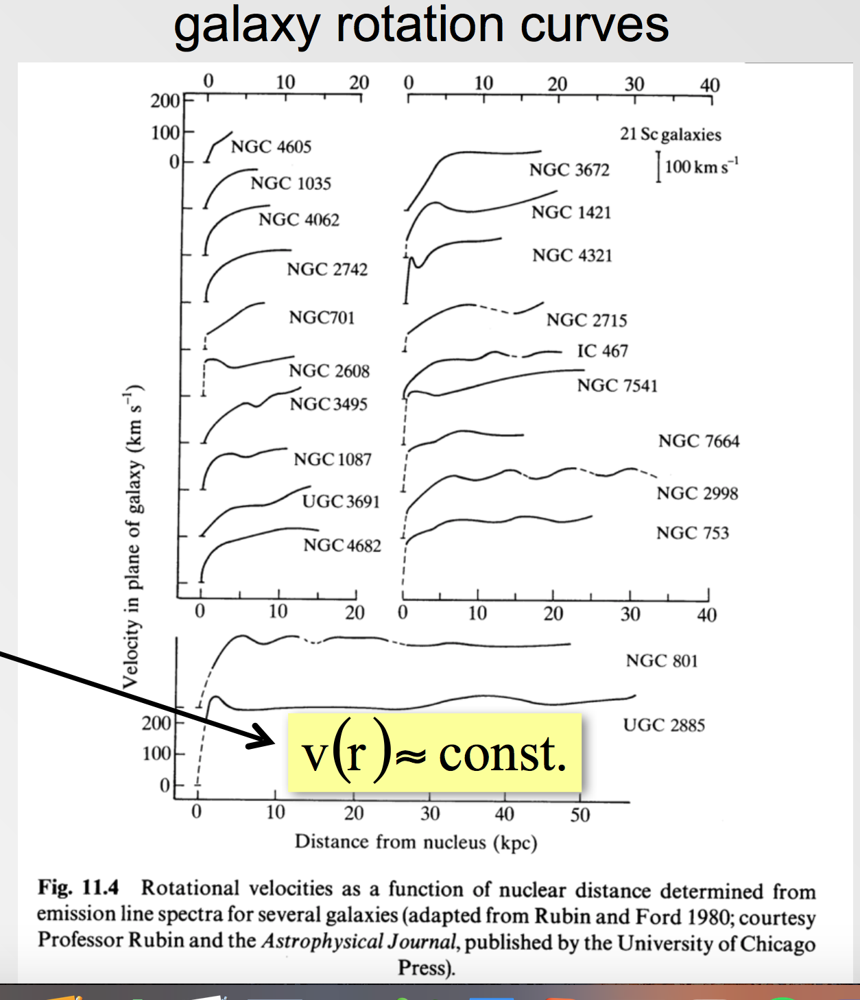 galaxy rotation curves
0 10 20 0 10 20 30 40
200
100
0
NGC 4605
NGC 1035
NGC 4062
NGC 2742
NGC701
NGC 2608
NGC3495
NGC1087
UGC3691
NGC4682
21 Sc galaxies
100 km s⁻¹
NGC 3672
NGC 1421
NGC 4321
NGC 2715
IC 467
NGC 7541
NGC 7664
NGC 2998
NGC 753
Velocity in plane of galaxy (km s⁻¹)
0 10 20 0 10 20 30 40
NGC 801
UGC 2885
200
100
0
v(r)≈ const.
0 10 20 30 40 50
Distance from nucleus (kpc)
Fig. 11.4 Rotational velocities as a function of nuclear distance determined from
emission line spectra for several galaxies (adapted from Rubin and Ford 1980; courtesy
Professor Rubin and the Astrophysical Journal, published by the University of Chicago
Press).